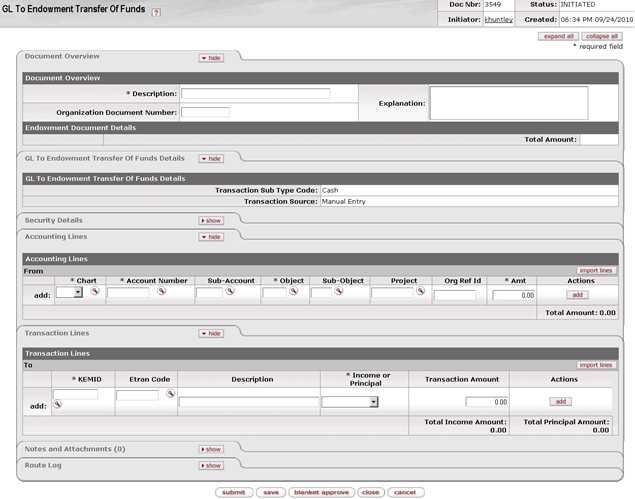 GL To Endowment Transfer Of Funds ?
Doc Nbr: 3549 Status: INITIATED
Initiator: khuntley Created: 06:34 PM 09/24/2010
expand all collapse all
* required field
Document Overview hide
Document Overview
* Description: Explanation:
Organization Document Number:
Endowment Document Details
Total Amount:
GL To Endowment Transfer Of Funds Details hide
GL To Endowment Transfer Of Funds Details
Transaction Sub Type Code: Cash
Transaction Source: Manual Entry
Security Details show
Accounting Lines hide
Accounting Lines
From import lines
* Chart * Account Number Sub-Account * Object Sub-Object Project Org Ref Id * Amt Actions
add: 0.00 add
Total Amount: 0.00
Transaction Lines hide
Transaction Lines
To import lines
* KEMID Etran Code Description * Income or Principal Transaction Amount Actions
add: 0.00 add
Total Income Amount: 0.00 Total Principal Amount: 0.00
Notes and Attachments (0) show
Route Log show
submit save blanket approve close cancel